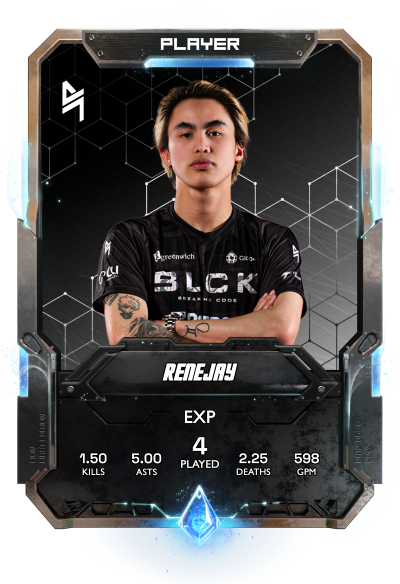 PLAYER
greenwich
BLCK
BREAK THE CODE
RENEJAY
EXP
4
PLAYED
1.50
KILLS
5.00
ASTS
2.25
DEATHS
598
GPM